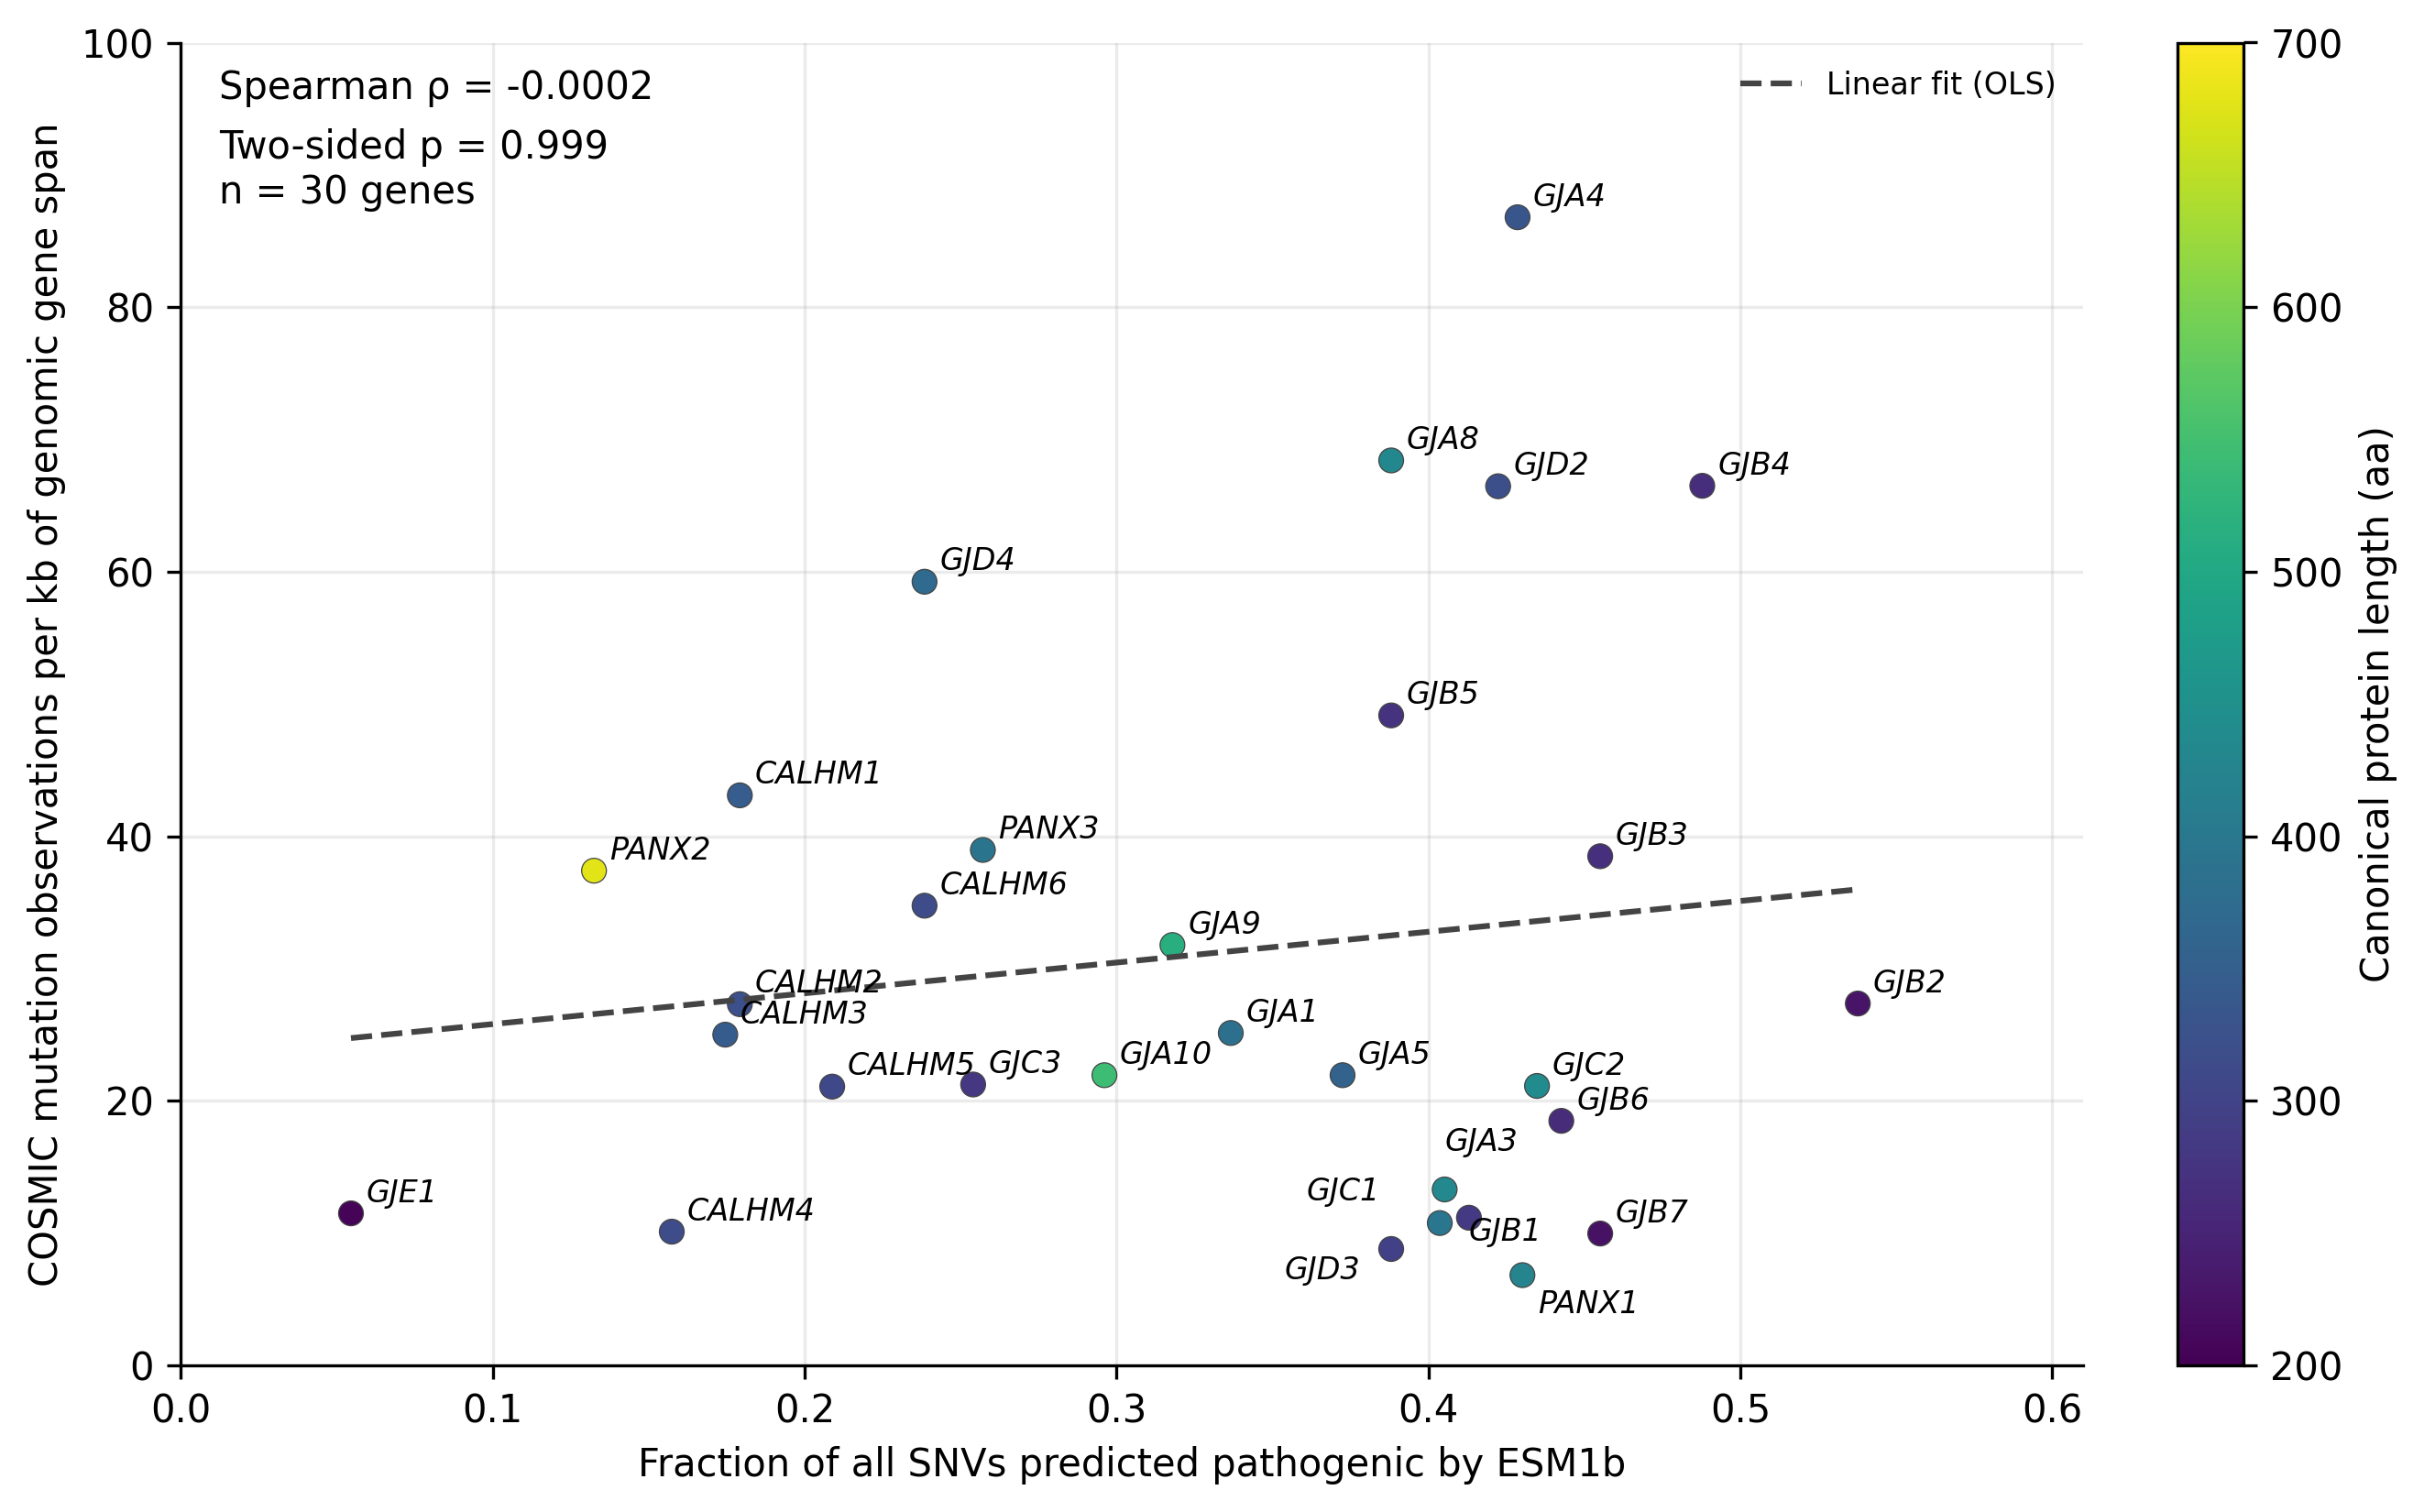 Spearman ρ = -0.0002
Two-sided p = 0.999
n = 30 genes
Linear fit (OLS)
COSMIC mutation observations per kb of genomic gene span
100
80
60
40
20
0
GJA4
GJA8
GJD2
GJB4
GJD4
GJB5
CALHM1
PANX3
GJB3
PANX2
CALHM6
GJA9
CALHM2
GJB2
CALHM3
GJA1
CALHM5
GJC3
GJA10
GJA5
GJC2
GJB6
GJA3
GJE1
CALHM4
GJC1
GJB7
GJB1
GJD3
PANX1
0.0
0.1
0.2
0.3
0.4
0.5
0.6
Fraction of all SNVs predicted pathogenic by ESM1b
700
600
500
400
300
200
Canonical protein length (aa)